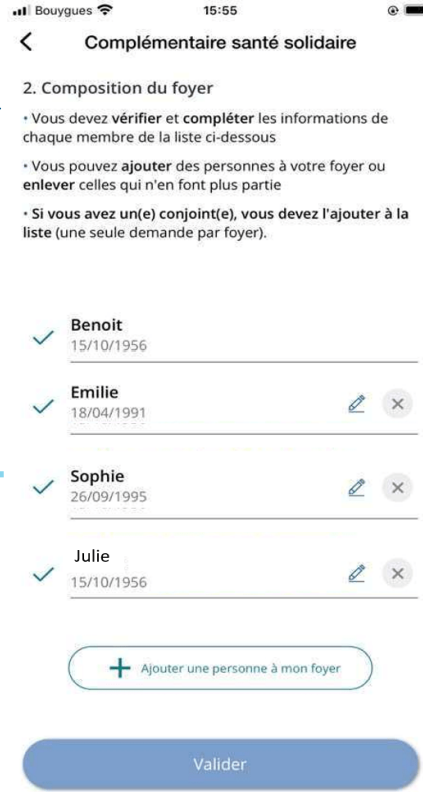 Bouygues 15:55
Complémentaire santé solidaire
2. Composition du foyer
• Vous devez vérifier et compléter les informations de
chaque membre de la liste ci-dessous
• Vous pouvez ajouter des personnes à votre foyer ou
enlever celles qui n'en font plus partie
• Si vous avez un(e) conjoint(e), vous devez l'ajouter à la
liste (une seule demande par foyer).
Benoit
15/10/1956
Emilie
18/04/1991
Sophie
26/09/1995
Julie
15/10/1956
Ajouter une personne à mon foyer
Valider